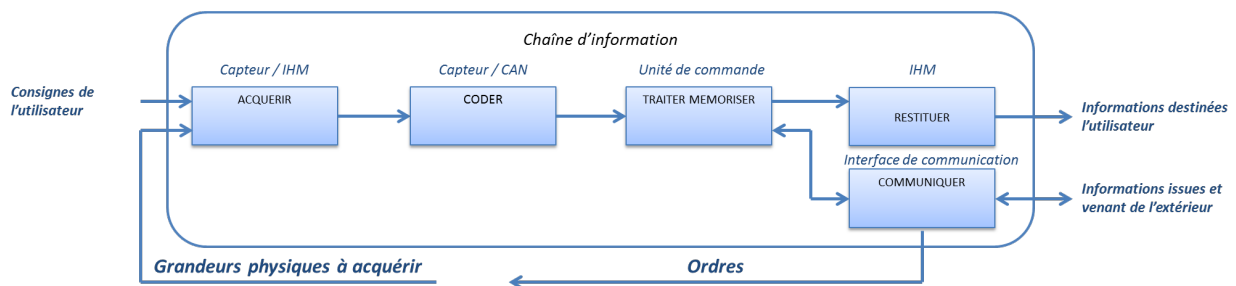 Chaîne d’information
Capteur / IHM
Capteur / CAN
Unité de commande
IHM
Consignes de
l’utilisateur
ACQUERIR
CODER
TRAITER MEMORISER
RESTITUER
Informations destinées
l’utilisateur
Interface de communication
COMMUNIQUER
Informations issues et
venant de l’extérieur
Grandeurs physiques à acquérir
Ordres